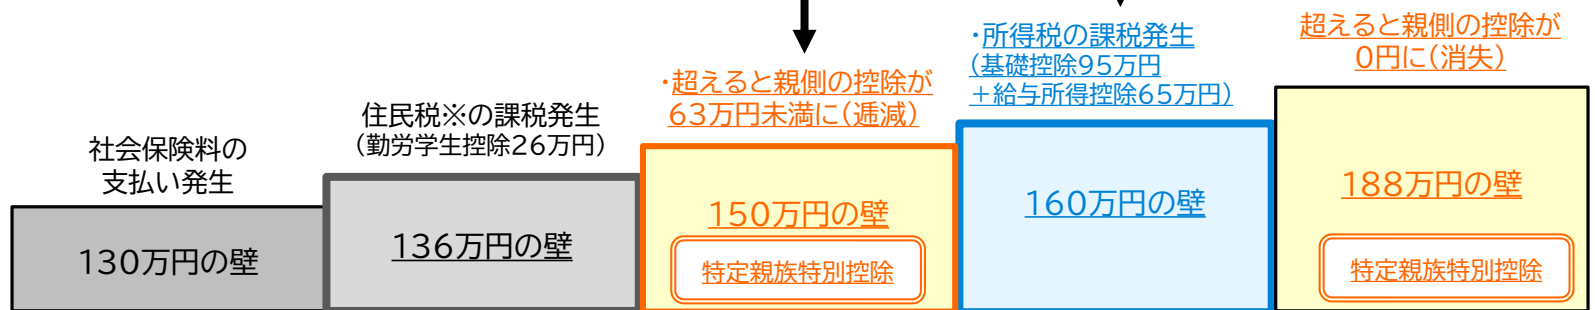 社会保険料の
支払い発生
130万円の壁
住民税※の課税発生
(勤労学生控除26万円)
136万円の壁
・超えると親側の控除が
63万円未満に(逓減)
150万円の壁
特定親族特別控除
・所得税の課税発生
(基礎控除95万円
+給与所得控除65万円)
160万円の壁
超えると親側の控除が
0円に(消失)
188万円の壁
特定親族特別控除